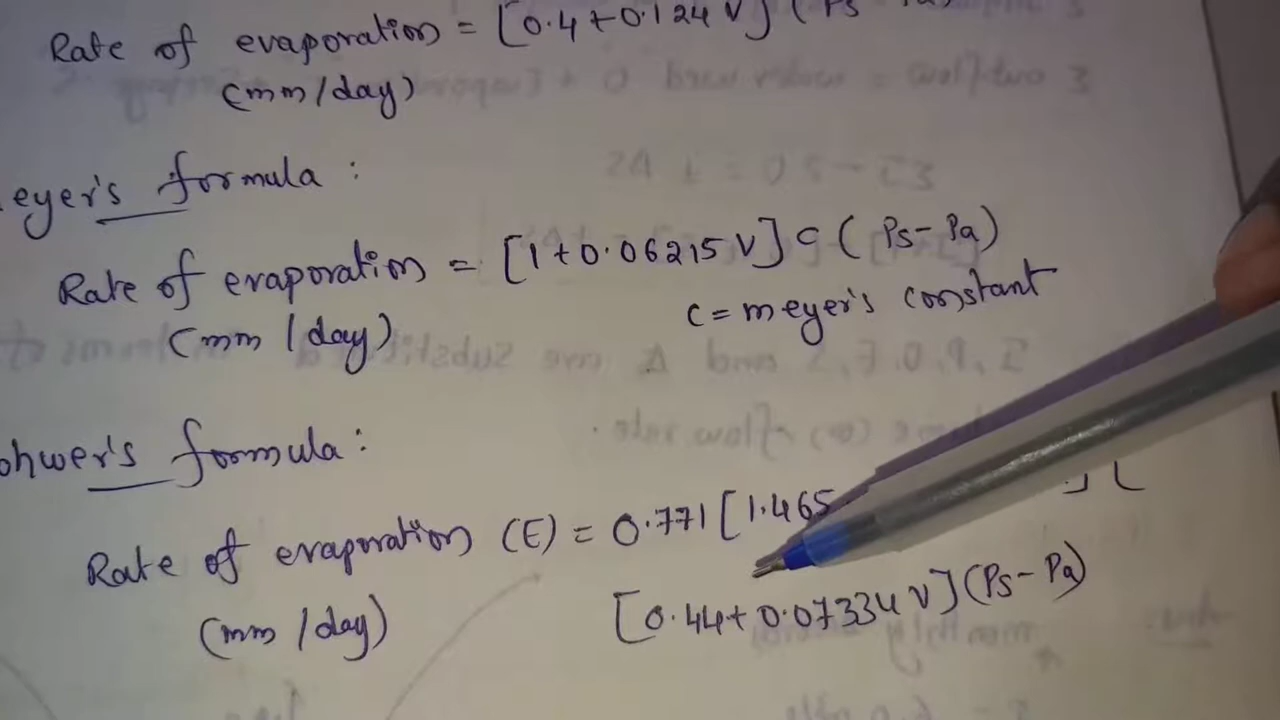 Rate of evaporation = [0.4+0.124 V] (Ps
(mm/day)
eyer's formula :
Rate of evaporation = [1+0.06215 V] c ( Ps- Pa)
(mm/day)
c = meyer's constant
ohwer's formula :
Rate of evaporation (E) = 0.771 [1.465 ] [
(mm/day)
[0.44+0.07334 V] (Ps- Pa)